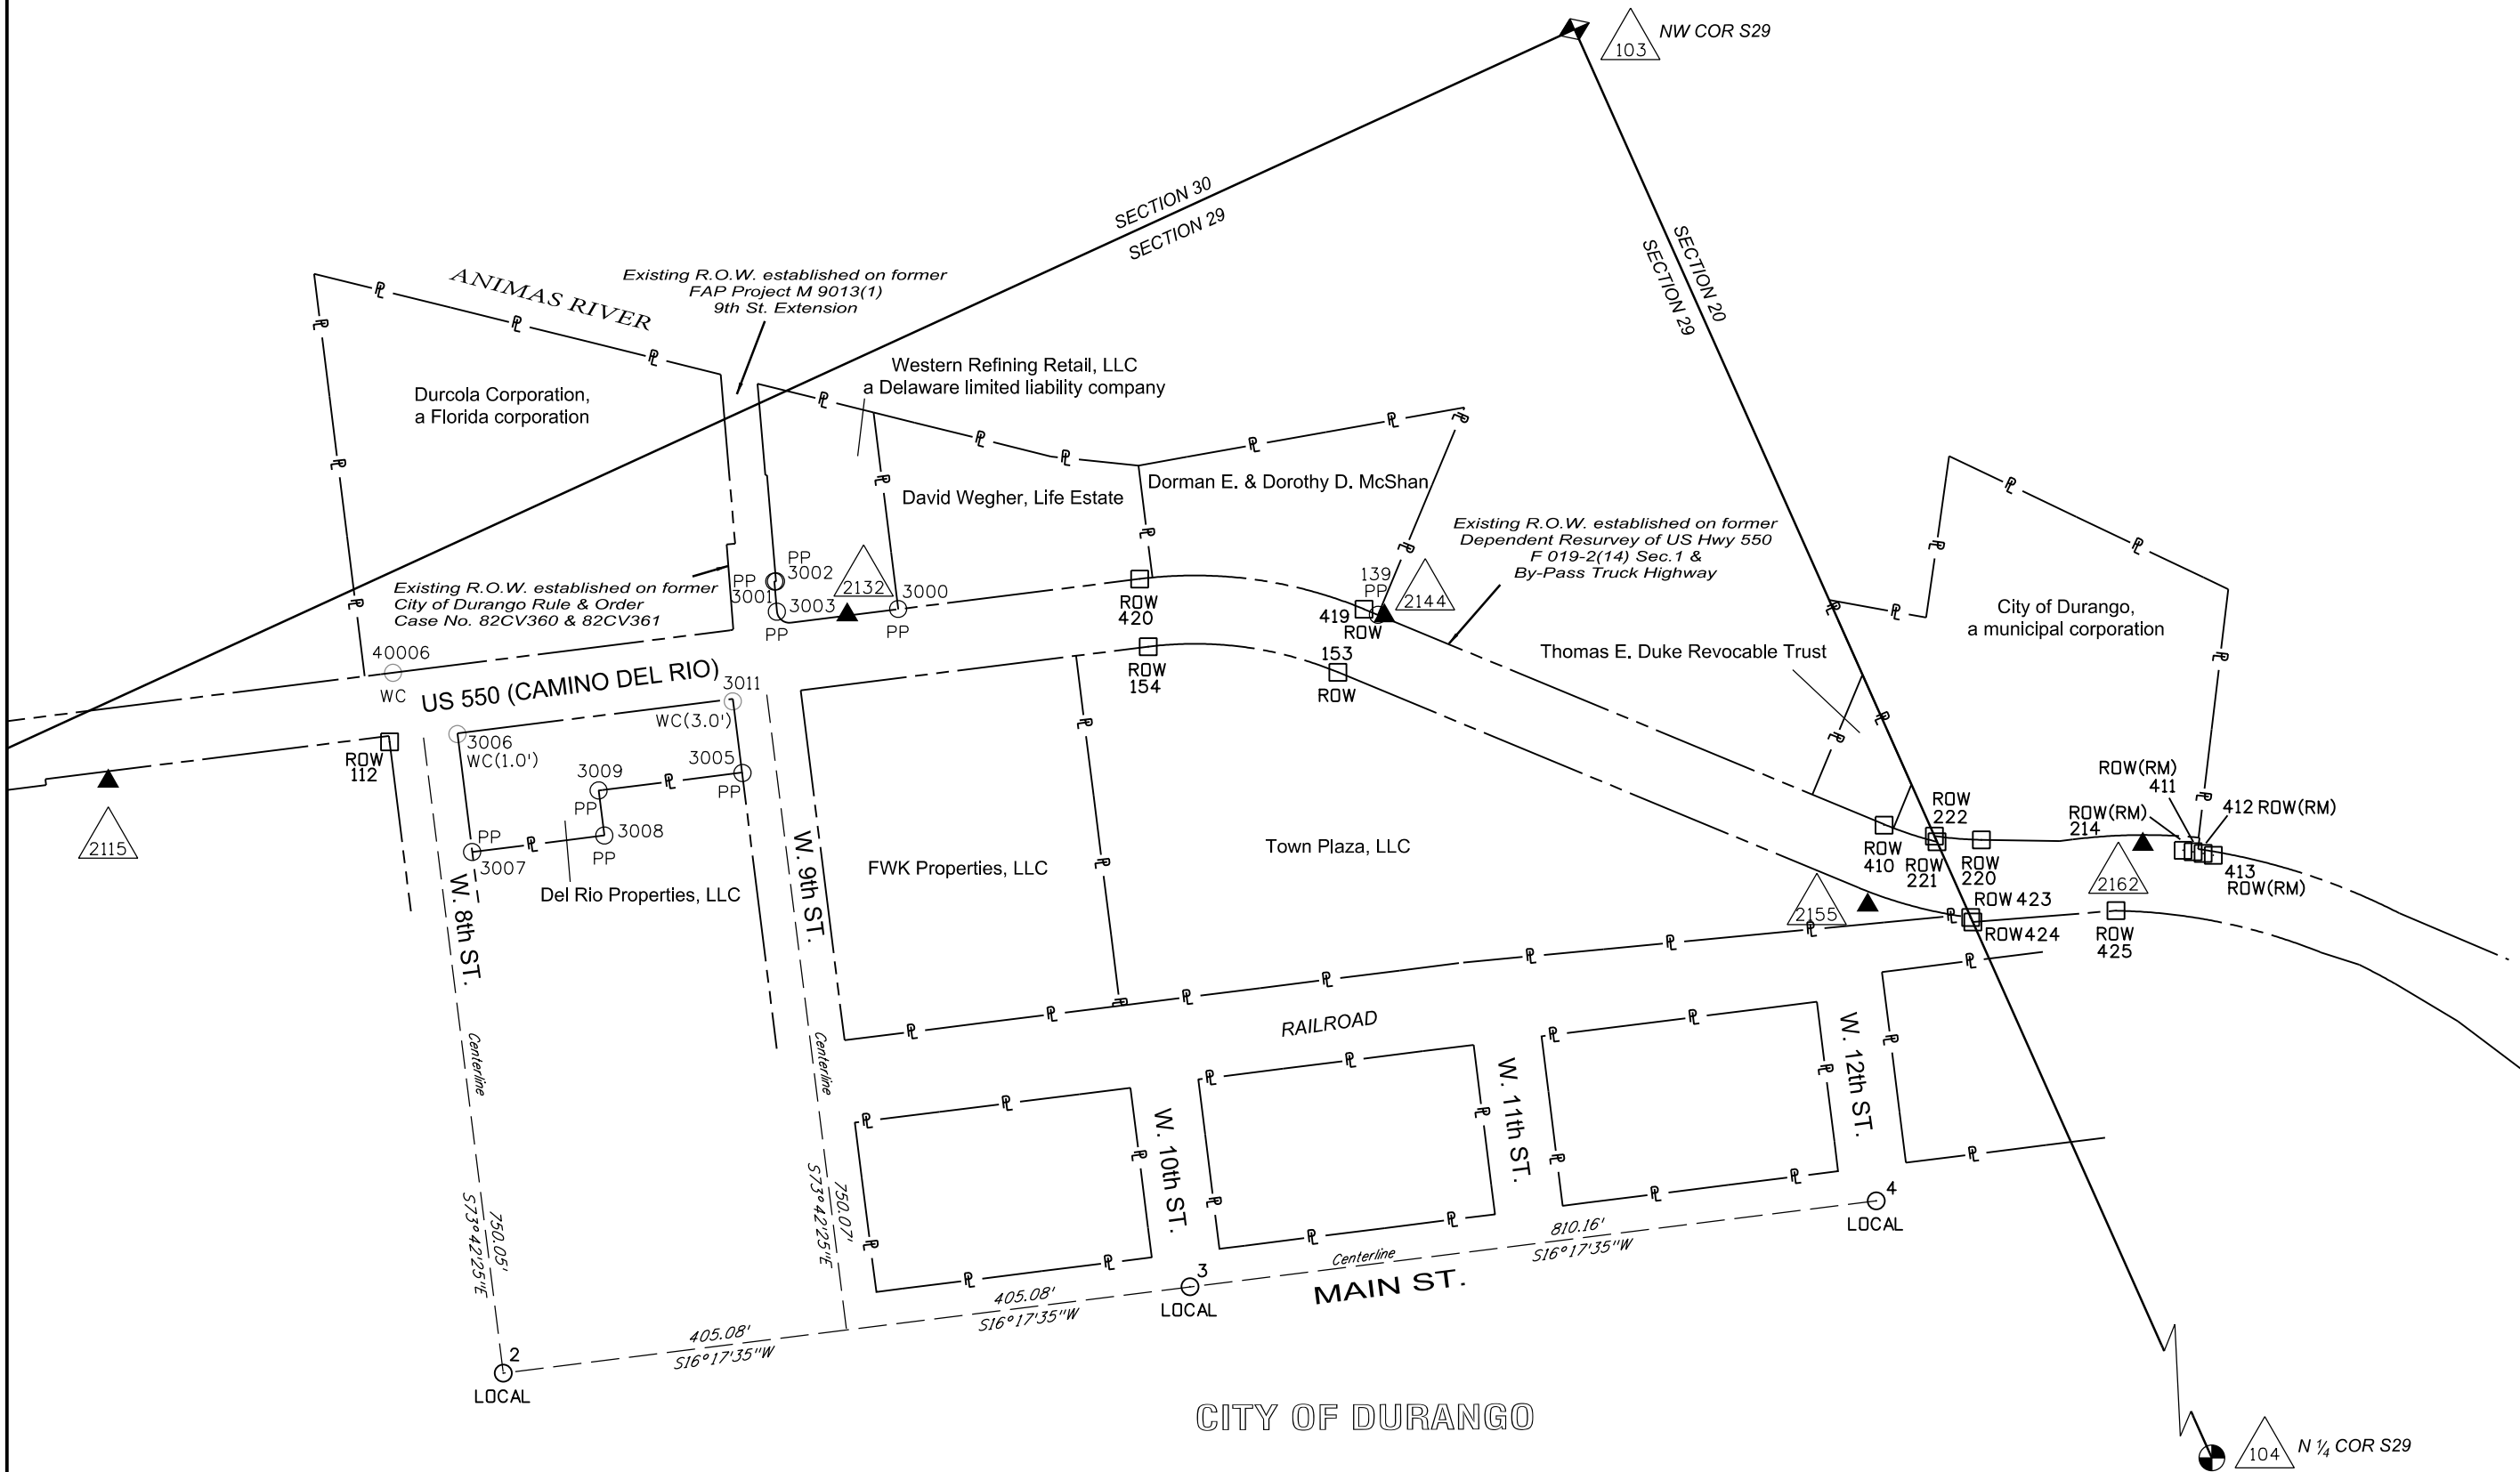 103
NW COR S29
SECTION 30
SECTION 29
SECTION 20
SECTION 29
ANIMAS RIVER
Existing R.O.W. established on former
FAP Project M 9013(1)
9th St. Extension
Western Refining Retail, LLC
a Delaware limited liability company
Durcola Corporation,
a Florida corporation
David Wegher, Life Estate
Dorman E. & Dorothy D. McShan
Existing R.O.W. established on former
Dependent Resurvey of US Hwy 550
F 019-2(14) Sec.1 &
By-Pass Truck Highway
Existing R.O.W. established on former
City of Durango Rule & Order
Case No. 82CV360 & 82CV361
PP
3002
PP
3001
3003
PP
2132
3000
PP
ROW
420
139
PP
419
ROW
2144
City of Durango,
a municipal corporation
Thomas E. Duke Revocable Trust
40006
WC
US 550 (CAMINO DEL RIO)
3011
WC(3.0')
ROW
154
153
ROW
3006
WC(1.0')
ROW
112
3005
PP
3009
PP
3008
PP
PP
3007
2115
Del Rio Properties, LLC
FWK Properties, LLC
Town Plaza, LLC
ROW
222
ROW
410
ROW
221
ROW
220
ROW(RM)
411
ROW(RM)
214
412 ROW(RM)
413
ROW(RM)
2162
2155
ROW 423
ROW 424
ROW
425
W. 8th ST.
W. 9th ST.
RAILROAD
W. 10th ST.
W. 11th ST.
W. 12th ST.
Centerline
Centerline
750.05'
S73°42'25"E
750.07'
S73°42'25"E
2
LOCAL
405.08'
S16°17'35"W
405.08'
S16°17'35"W
3
LOCAL
Centerline
MAIN ST.
810.16'
S16°17'35"W
4
LOCAL
CITY OF DURANGO
104
N ¼ COR S29